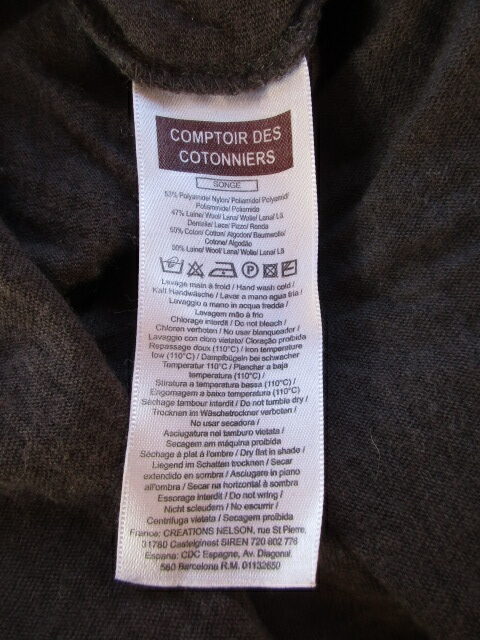 COMPTOIR DES
COTONNIERS
SONGE
53% Polyamide/ Nylon/ Poliamida/ Polyamid/
Poliammide/ Poliamida
47% Laine/ Wool/ Lana/ Wolle/ Lana/ Lã
Dentelle/ Lace/ Pizzo/ Renda
50% Coton/ Cotton/ Algodon/ Baumwolle/
Cotone/ Algodão
50% Laine/ Wool/ Lana/ Wolle/ Lana/ Lã
P
Lavage main à froid / Hand wash cold /
Kalt Handwäsche / Lavar a mano agua fria /
Lavaggio a mano in acqua fredda /
Lavagem mão à frio
Chlorage interdit / Do not bleach /
Chloren verboten / No usar blanqueador /
Lavaggio con cloro vietato/ Cloração proibida
Repassage doux (110°C) / Iron temperature
low (110°C) / Dampfbügeln bei schwacher
Temperatur 110°C / Plancher a baja
temperatura (110°C) /
Stiratura a temperatura bassa (110°C) /
Engomagem a baixa temperatura (110°C)
Séchage tambour interdit / Do not tumble dry /
Trocknen im Wäschetrockner verboten /
No usar secadora /
Asciugatura nel tamburo vietata /
Secagem am máquina proibida
Séchage à plat à l'ombre / Dry flat in shade /
Liegend im Schatten trocknen / Secar
extendido en sombra / Asciugare in piano
all'ombra / Secar na horizontal à sombra
Essorage interdit / Do not wring /
Nicht schleudern / No escurrir /
Centrifuga vietata / Secagem proibida
France: CREATIONS NELSON, rue St Pierre,
31780 Castelginest SIREN 720 802 776
Espana: CDC Espagne, Av. Diagonal
560 Barcelona R.M. 01132650